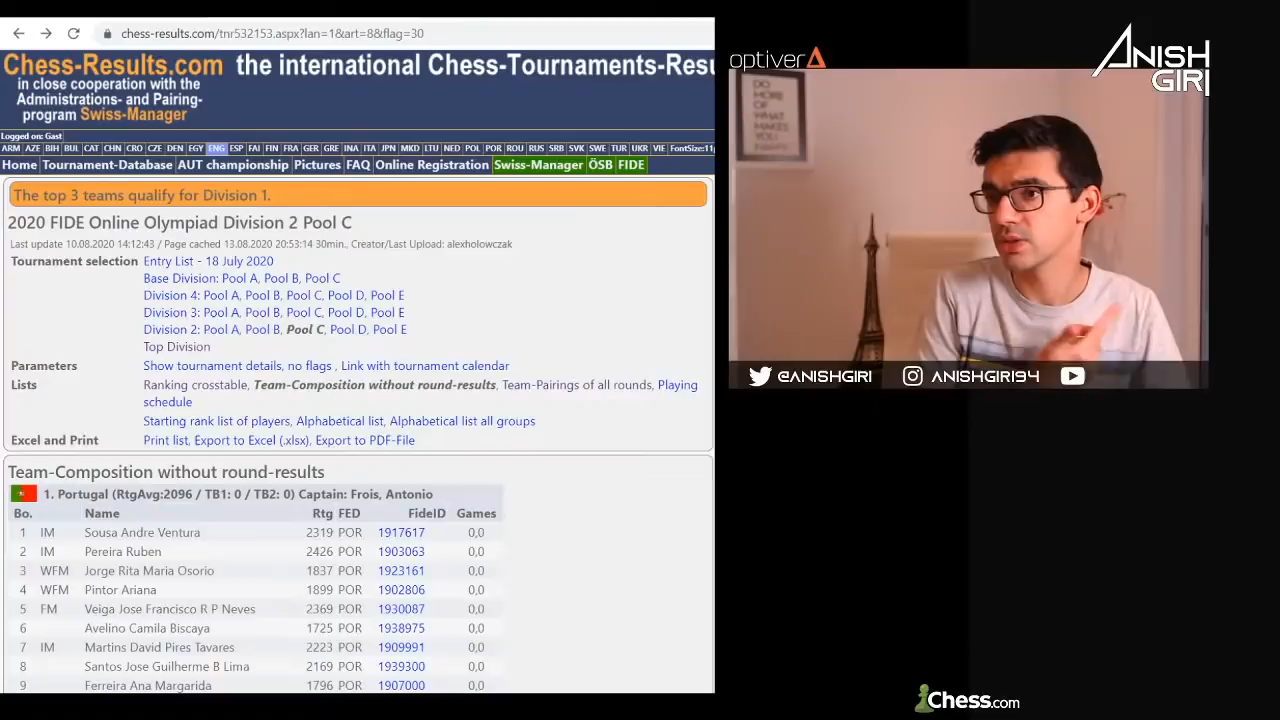 chess-results.com/tnr532153.aspx?lan=1&art=8&flag=30
Chess-Results.com the international Chess-Tournaments-Resu
in close cooperation with the
Administrations- and Pairing-
program Swiss-Manager
Logged on: Gast
ARM AZE BIH BUL CAT CHN CRO CZE DEN EGY ENG ESP FAI FIN FRA GER GRE INA ITA JPN MKD LTU NED POL POR ROU RUS SRB SVK SWE TUR UKR VIE FontSize:11
Home Tournament-Database AUT championship Pictures FAQ Online Registration Swiss-Manager ÖSB FIDE
The top 3 teams qualify for Division 1.
2020 FIDE Online Olympiad Division 2 Pool C
Last update 10.08.2020 14:12:43 / Page cached 13.08.2020 20:53:14 30min., Creator/Last Upload: alexholowczak
Tournament selection Entry List - 18 July 2020
Base Division: Pool A, Pool B, Pool C
Division 4: Pool A, Pool B, Pool C, Pool D, Pool E
Division 3: Pool A, Pool B, Pool C, Pool D, Pool E
Division 2: Pool A, Pool B, Pool C, Pool D, Pool E
Top Division
Parameters Show tournament details, no flags , Link with tournament calendar
Lists Ranking crosstable, Team-Composition without round-results, Team-Pairings of all rounds, Playing
schedule
Starting rank list of players, Alphabetical list, Alphabetical list all groups
Excel and Print Print list, Export to Excel (.xlsx), Export to PDF-File
Team-Composition without round-results
1. Portugal (RtgAvg:2096 / TB1: 0 / TB2: 0) Captain: Frois, Antonio
Bo. Name Rtg FED FideID Games
1 IM Sousa Andre Ventura 2319 POR 1917617 0,0
2 IM Pereira Ruben 2426 POR 1903063 0,0
3 WFM Jorge Rita Maria Osorio 1837 POR 1923161 0,0
4 WFM Pintor Ariana 1899 POR 1902806 0,0
5 FM Veiga Jose Francisco R P Neves 2369 POR 1930087 0,0
6 Avelino Camila Biscaya 1725 POR 1938975 0,0
7 IM Martins David Pires Tavares 2223 POR 1909991 0,0
8 Santos Jose Guilherme B Lima 2169 POR 1939300 0,0
9 Ferreira Ana Margarida 1796 POR 1907000 0,0
optiver
ANISH
GIRI
DO
MORE
OF
WHAT
MAKES
YOU
@ANISHGIRI ANISHGIRI94
Chess.com